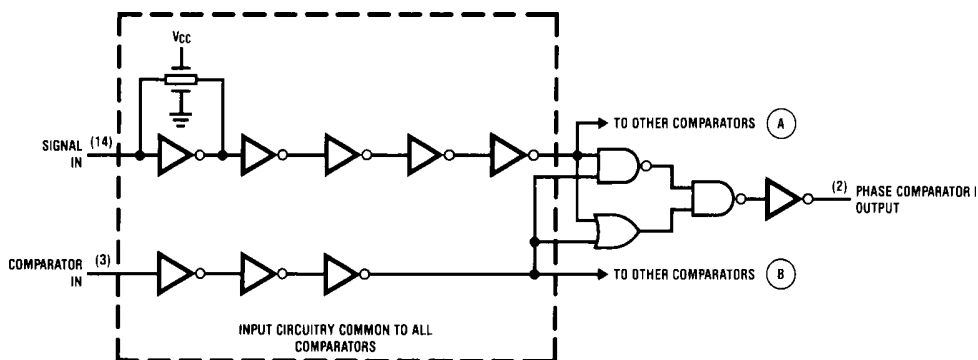 VCC
SIGNAL
IN
(14)
TO OTHER COMPARATORS A
(2)
PHASE COMPARATOR I
OUTPUT
COMPARATOR
IN
(3)
TO OTHER COMPARATORS B
INPUT CIRCUITRY COMMON TO ALL
COMPARATORS